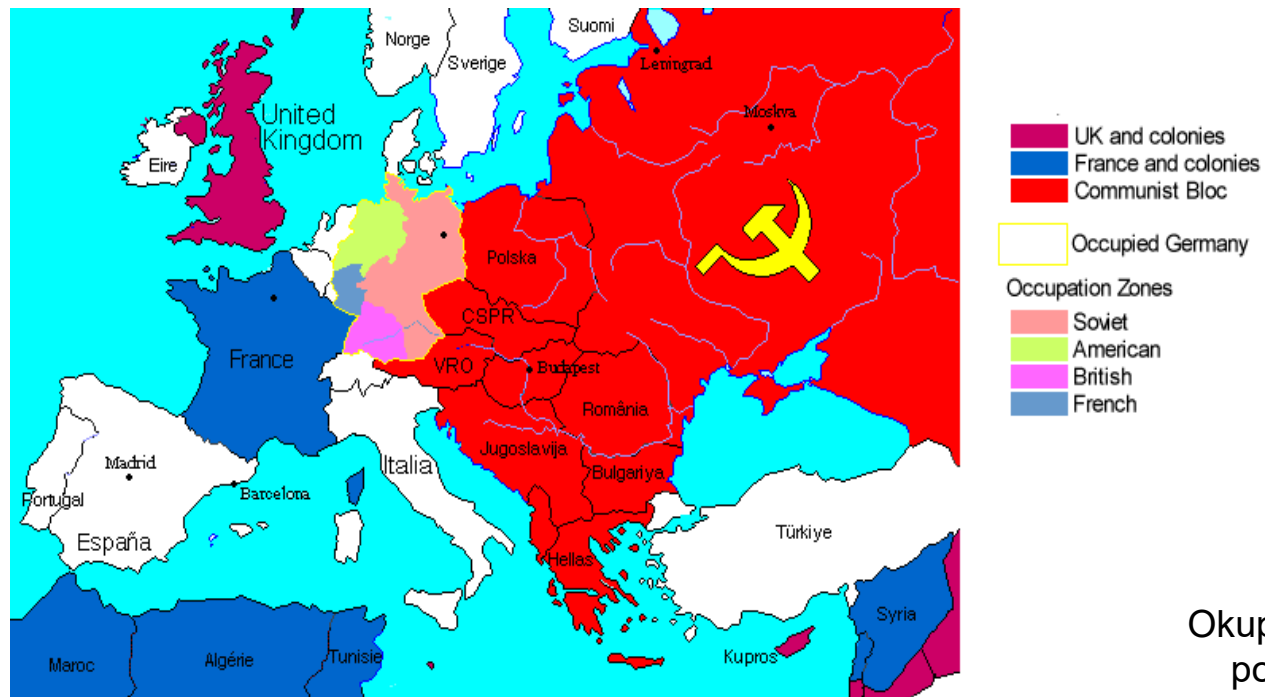 Norge
Suomi
Sverige
Leningrad
Moskva
United
Kingdom
Eire
Polska
CSPR
France
VRO
Budapest
România
Jugoslavija
Bulgariya
Italia
Madrid
Barcelona
Portugal
España
Hellas
Türkiye
Syria
Kupros
Maroc
Algérie
Tunisie
UK and colonies
France and colonies
Communist Bloc
Occupied Germany
Occupation Zones
Soviet
American
British
French
Okup
po